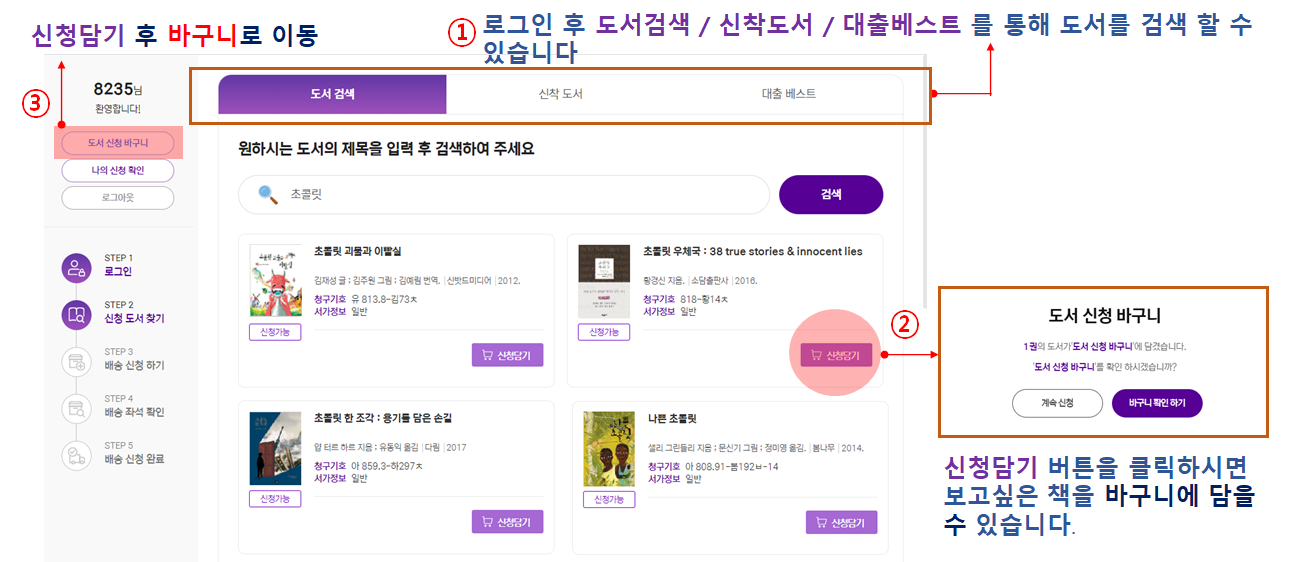 신청담기 후 바구니로 이동
① 로그인 후 도서검색 / 신착도서 / 대출베스트 를 통해 도서를 검색 할 수
있습니다
③
8235님
환영합니다!
도서 신청 바구니
나의 신청 확인
로그아웃
STEP 1
로그인
STEP 2
신청 도서 찾기
STEP 3
배송 신청 하기
STEP 4
배송 좌석 확인
STEP 5
배송 신청 완료
도서 검색
신착 도서
대출 베스트
원하시는 도서의 제목을 입력 후 검색하여 주세요
초콜릿
검색
초콜릿 괴물과 이빨실
김재성 글 ; 김주원 그림 ; 김예림 번역. | 신밧드미디어 | 2012.
청구기호 유 813.8-김73ㅊ
서가정보 일반
신청가능
신청담기
초콜릿 우체국 : 38 true stories & innocent lies
황경신 지음. | 소담출판사 | 2016.
청구기호 818-황14ㅊ
서가정보 일반
신청가능
신청담기
초콜릿 한 조각 : 용기를 담은 손길
얍 터르 하르 지음 ; 유동익 옮김 | 다림 | 2017
청구기호 아 859.3-하297ㅊ
서가정보 일반
신청가능
신청담기
나쁜 초콜릿
샐리 그린들리 지음 ; 문신기 그림 ; 정미영 옮김. | 봄나무 | 2014.
청구기호 아 808.91-봄192ㅂ-14
서가정보 일반
신청가능
신청담기
②
도서 신청 바구니
1권의 도서가 '도서 신청 바구니'에 담겼습니다.
'도서 신청 바구니'를 확인 하시겠습니까?
계속 신청
바구니 확인 하기
신청담기 버튼을 클릭하시면
보고싶은 책을 바구니에 담을
수 있습니다.